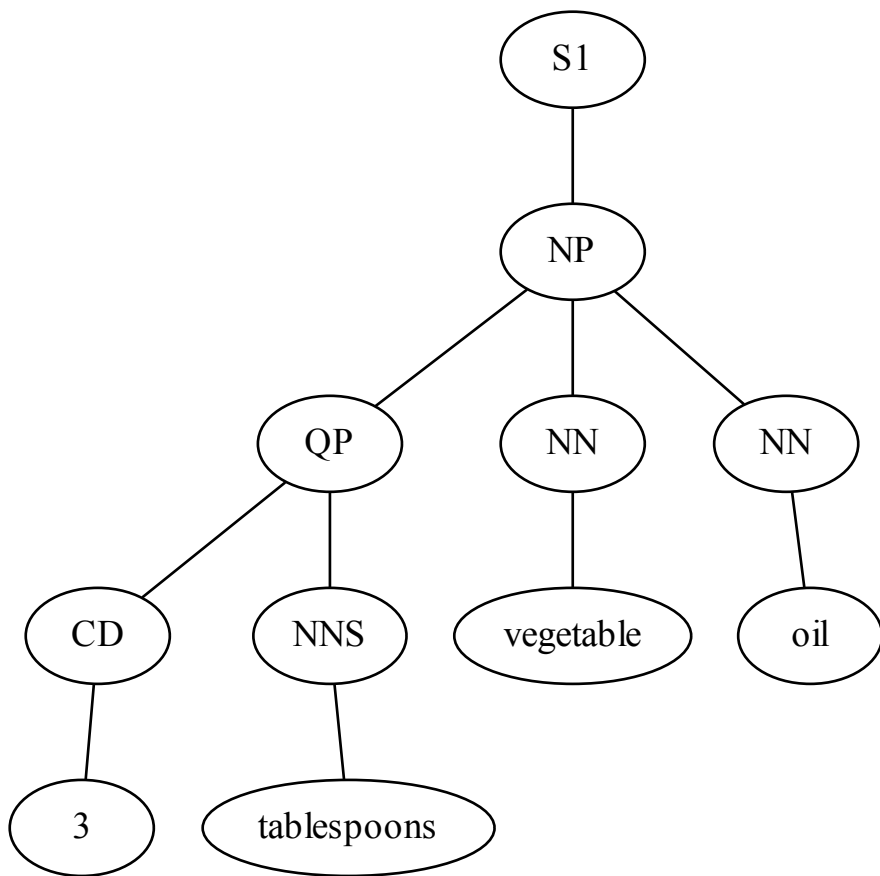 S1
NP
QP NN NN
CD NNS vegetable oil
3 tablespoons